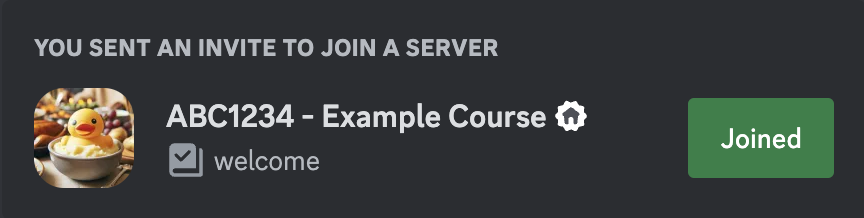 YOU SENT AN INVITE TO JOIN A SERVER
ABC1234 - Example Course
welcome
Joined